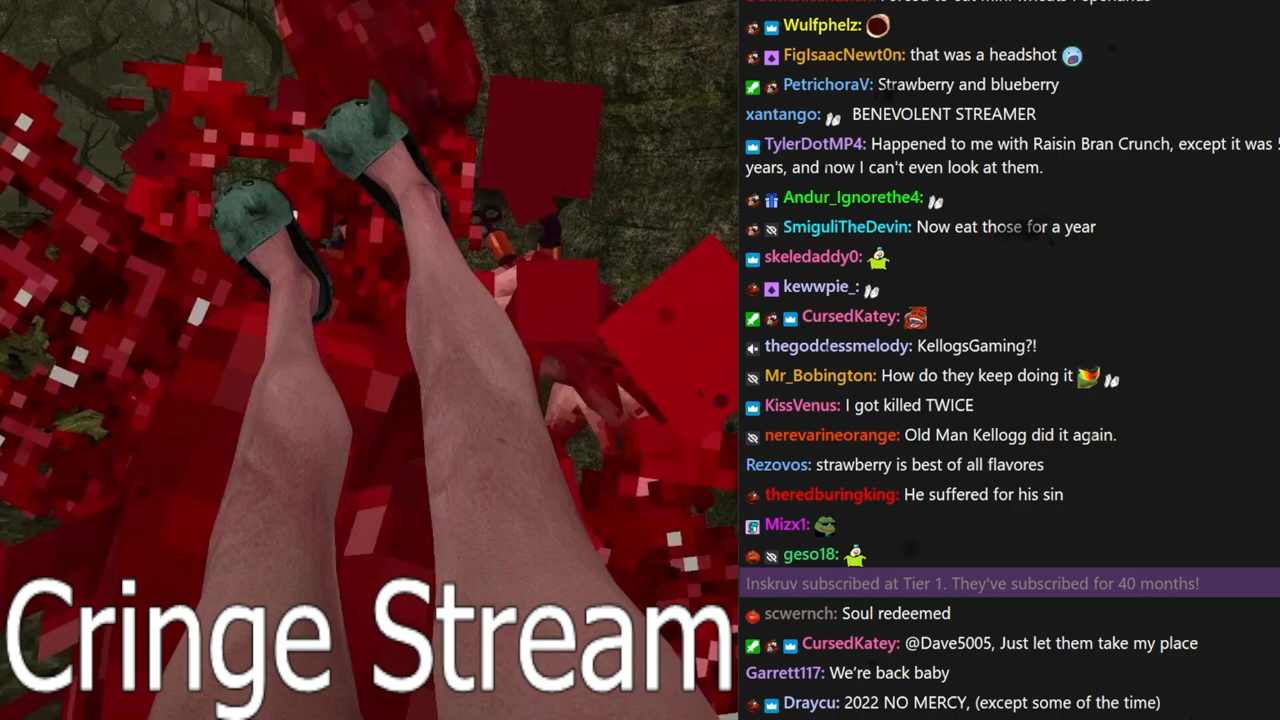 Wulfphelz:
FigIsaacNewt0n: that was a headshot
PetrichoraV: Strawberry and blueberry
xantango: BENEVOLENT STREAMER
TylerDotMP4: Happened to me with Raisin Bran Crunch, except it was
years, and now I can't even look at them.
Andur_Ignorethe4:
SmiguliTheDevin: Now eat those for a year
skeledaddy0:
kewwpie_:
CursedKatey:
thegodclessmelody: KellogsGaming?!
Mr_Bobington: How do they keep doing it
KissVenus: I got killed TWICE
nerevarineorange: Old Man Kellogg did it again.
Rezovos: strawberry is best of all flavores
theredburingking: He suffered for his sin
Mizx1:
geso18:
Inskruv subscribed at Tier 1. They've subscribed for 40 months!
scwernch: Soul redeemed
CursedKatey: @Dave5005, Just let them take my place
Garrett117: We're back baby
Draycu: 2022 NO MERCY, (except some of the time)
Cringe Stream